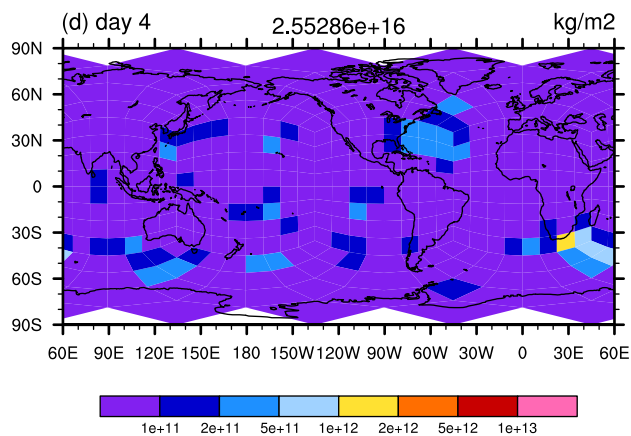 (d) day 4 2.55286e+16 kg/m2
90N
60N
30N
0
30S
60S
90S
60E 90E 120E 150E 180 150W 120W 90W 60W 30W 0 30E 60E
1e+11 2e+11 5e+11 1e+12 2e+12 5e+12 1e+13